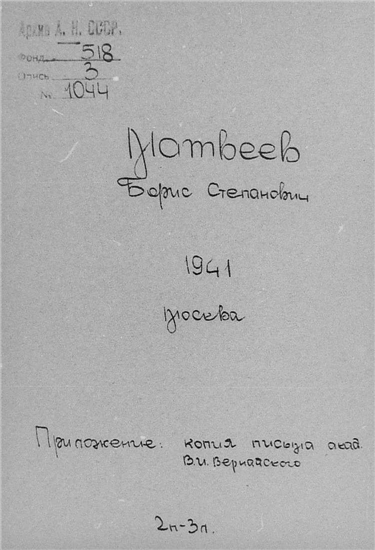 Архив А. Н. СССР.
Фонд 518
Опись 3
№ 1044
Матвеев
Борис Степанович
1941
Москва
Приложение: копия письма акад.
В.И. Вернадского
2п-3л.